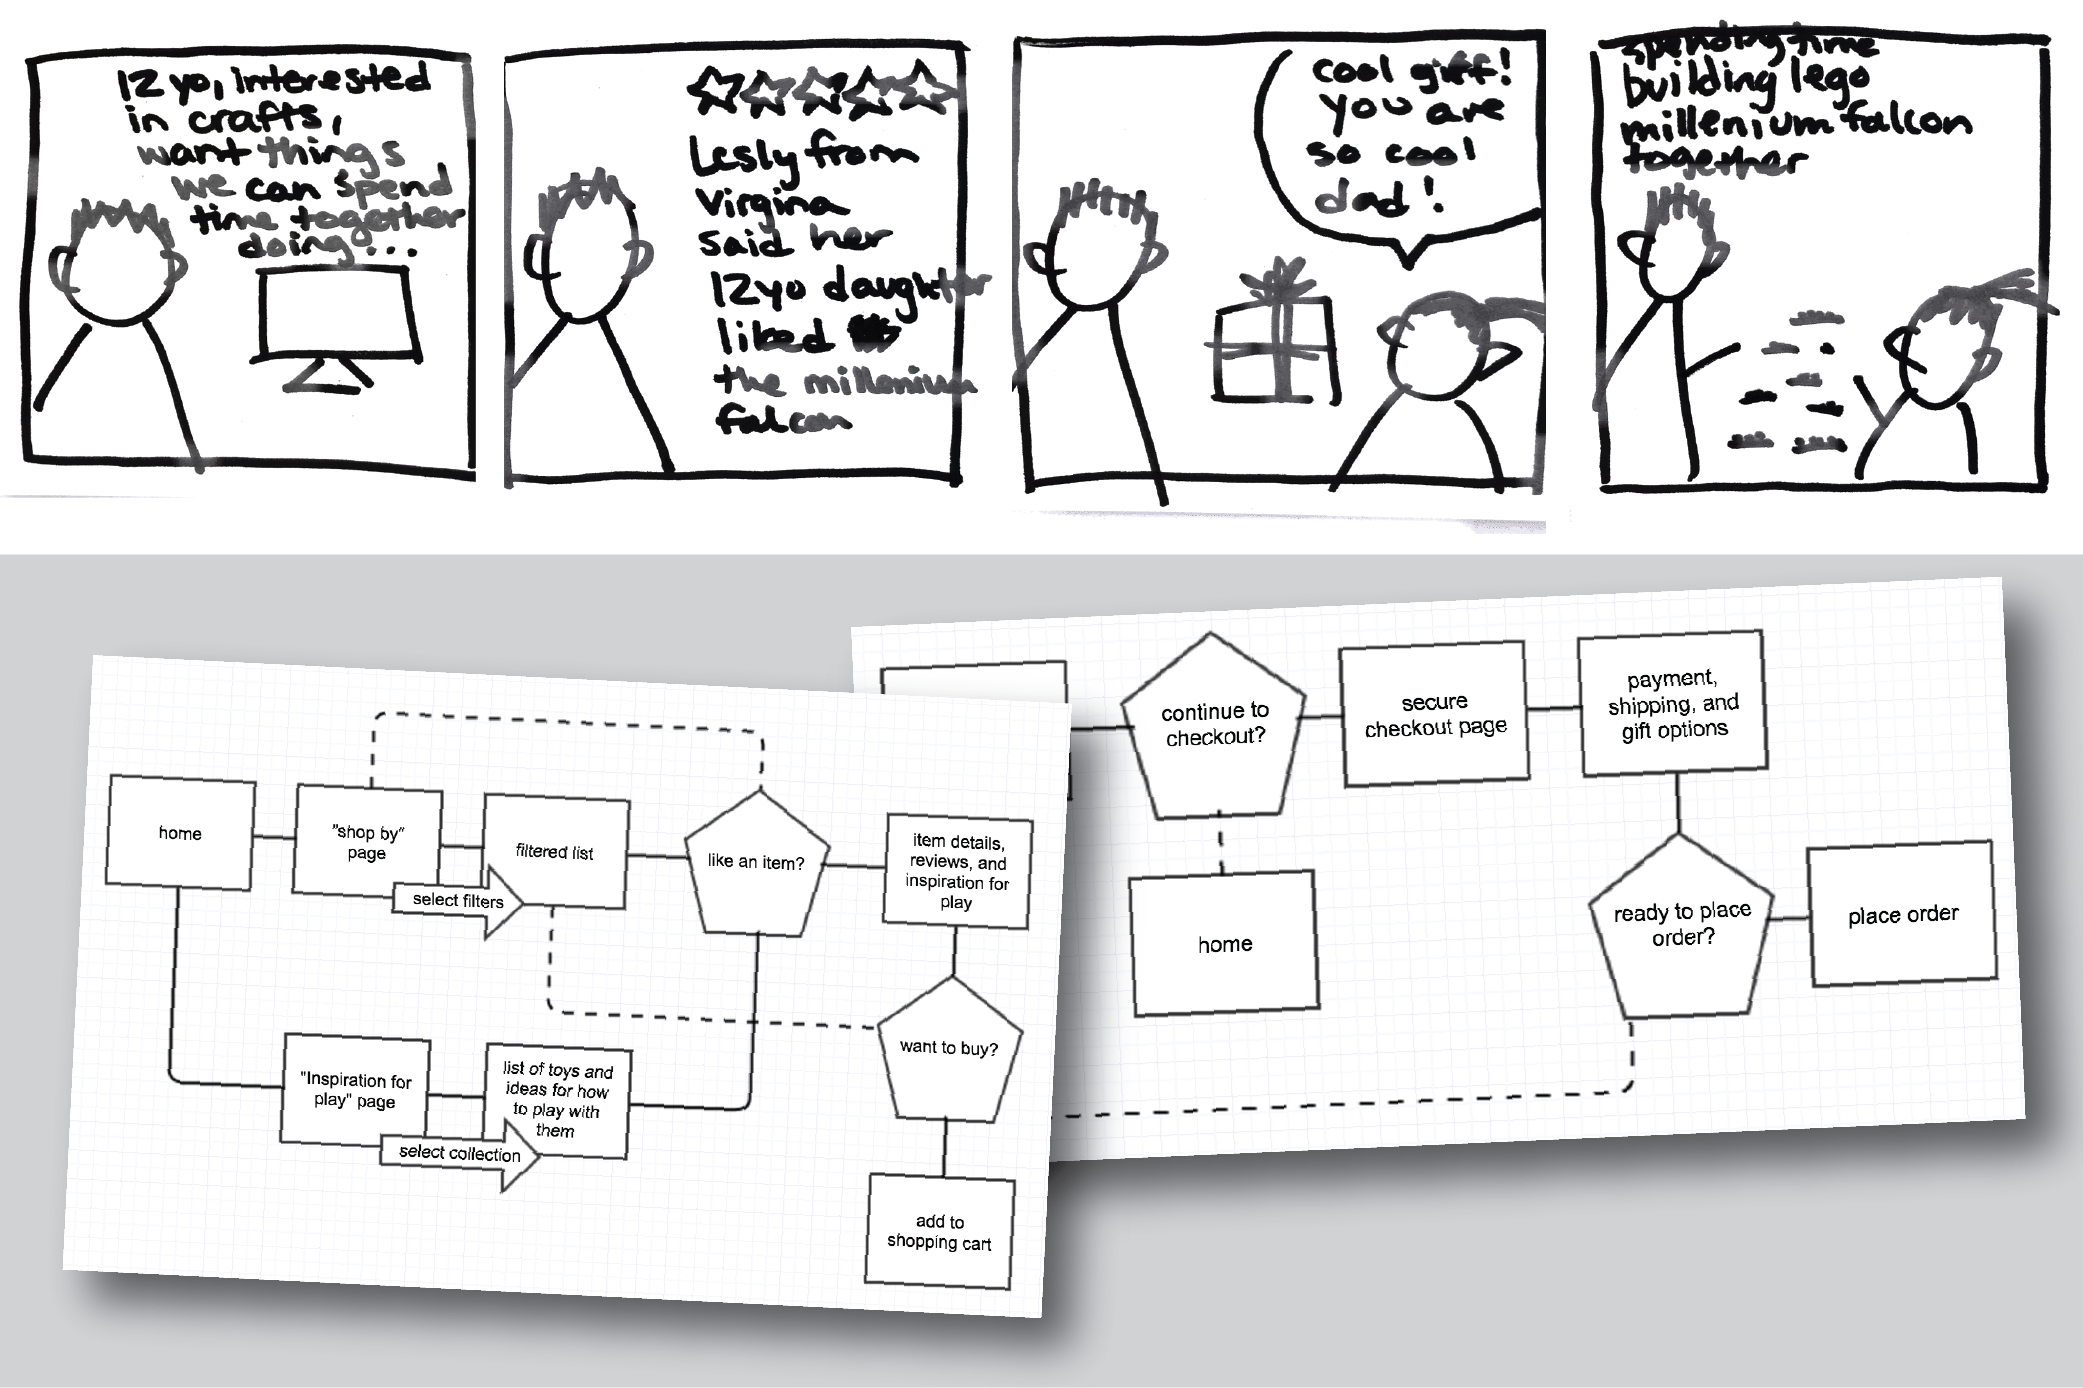 12 yo, interested
in crafts,
want things
we can spend
time together
doing...
Lesly from
Virgina
said her
12yo daughter
liked
the millenium
falcon
cool gift!
you are
so cool
dad!
spending time
building lego
millenium falcon
together
home
"shop by"
page
select filters
filtered list
like an item?
item details,
reviews, and
inspiration for
play
want to buy?
add to
shopping cart
"Inspiration for
play" page
select collection
list of toys and
ideas for how
to play with
them
continue to
checkout?
home
secure
checkout page
payment,
shipping, and
gift options
ready to place
order?
place order